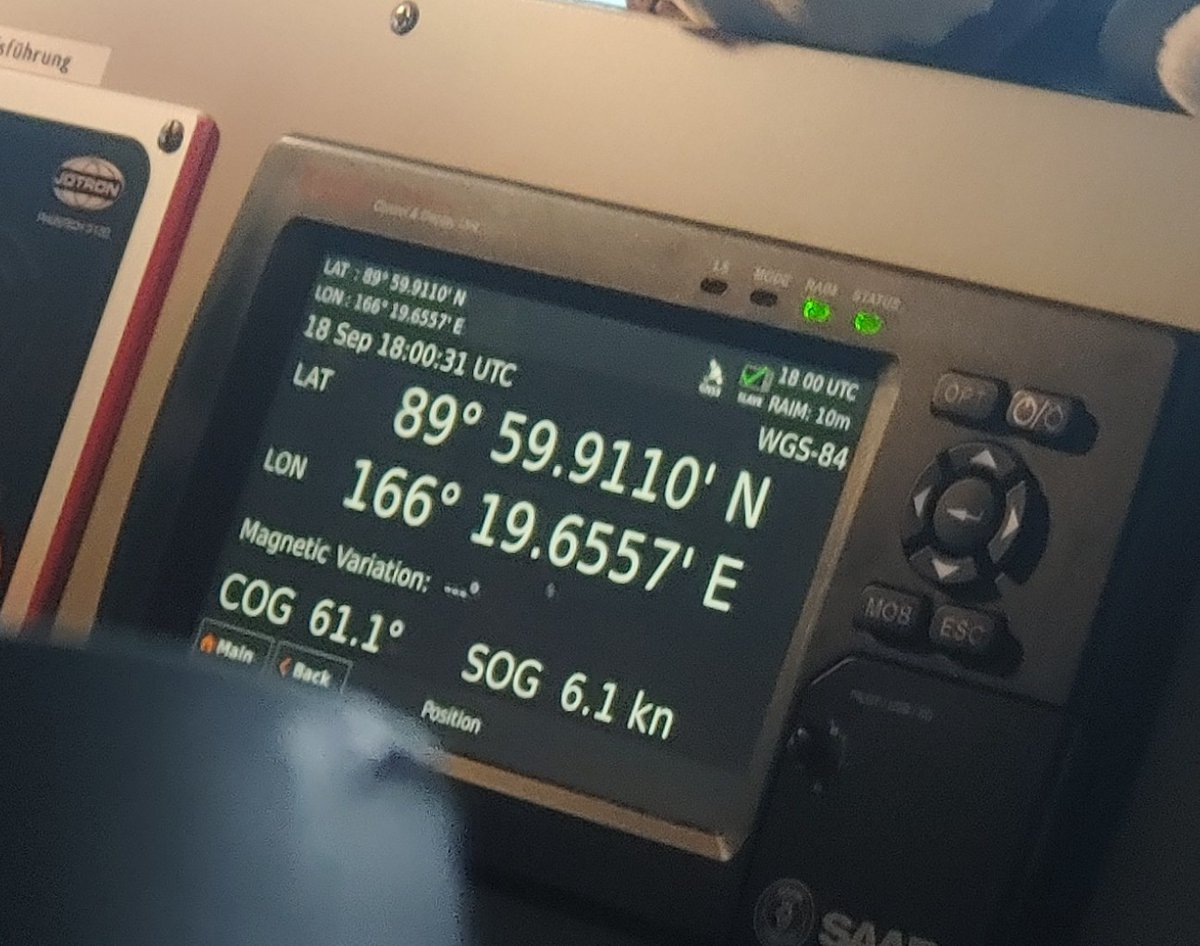 sführung
JOTRON
LAT : 89° 59.9110' N
LON : 166° 19.6557' E
18 Sep 18:00:31 UTC
18 00 UTC
RAIM: 10m
WGS-84
LAT 89° 59.9110' N
LON 166° 19.6557' E
Magnetic Variation: ---°
COG 61.1°
SOG 6.1 kn
Main
Back
Position
MODE
RAIM
STATUS
OPT
MOB
ESC
SAAB